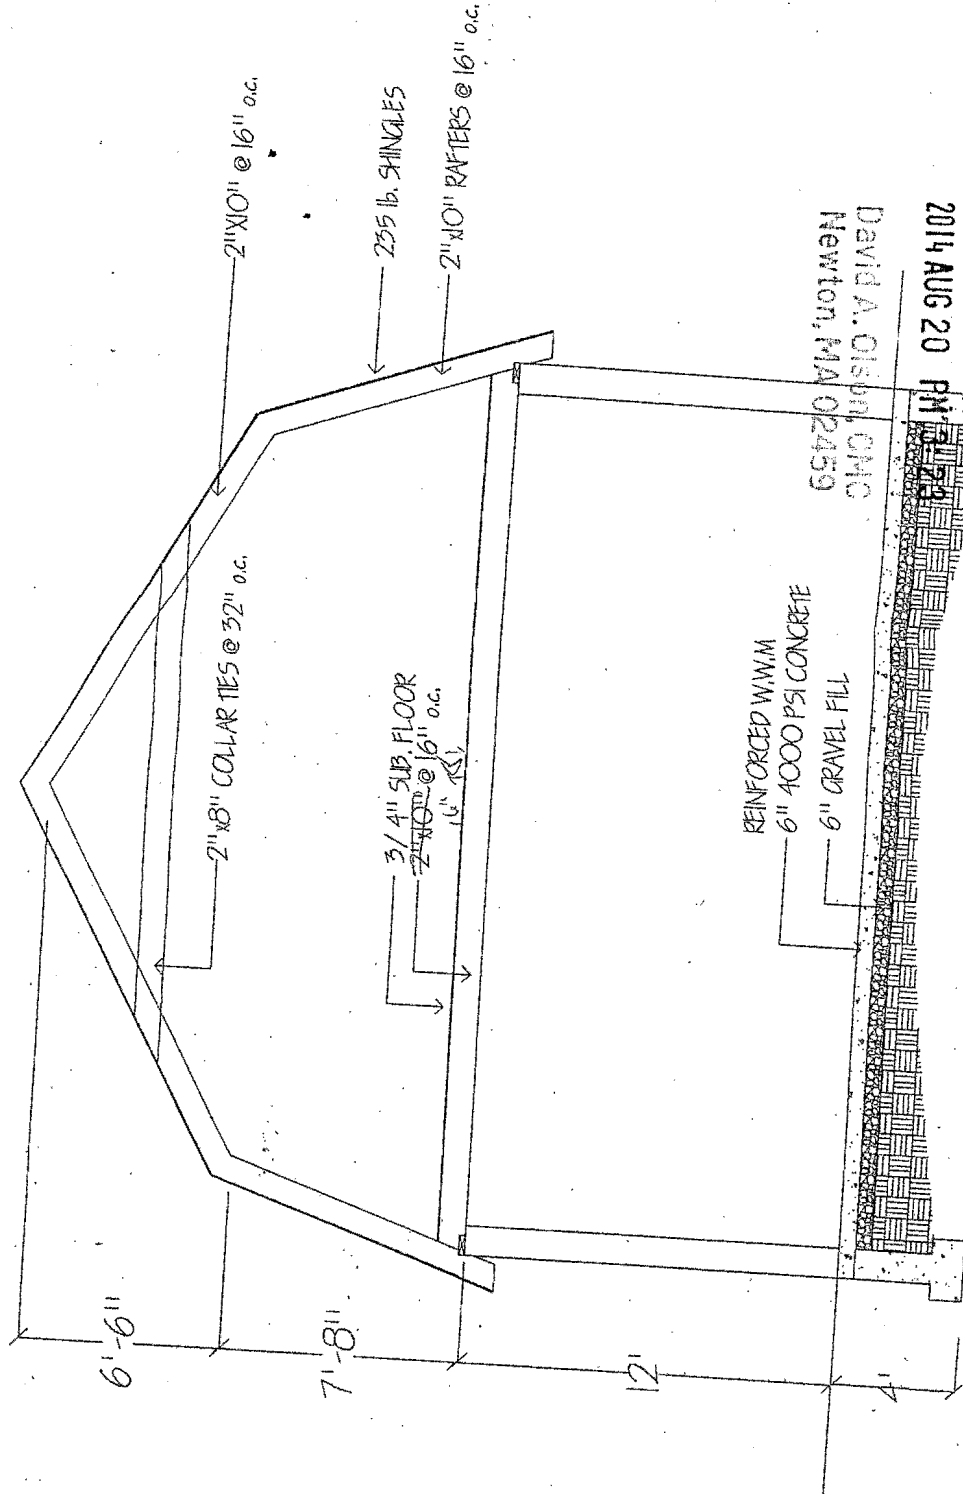 2"X10" @ 16" o.c.
235 lb. SHINGLES
2"x10" RAFTERS @ 16" o.c.
2"x8" COLLAR TIES @ 32" o.c.
3/4" SUB. FLOOR
2"x10" @ 16" o.c.
16"
REINFORCED W.W.M
6" 4000 PSI CONCRETE
6" GRAVEL FILL
6'-6"
7'-8"
12'
4'
2014 AUG 20 PM
David A. Olson, CMC
Newton, MA 02459